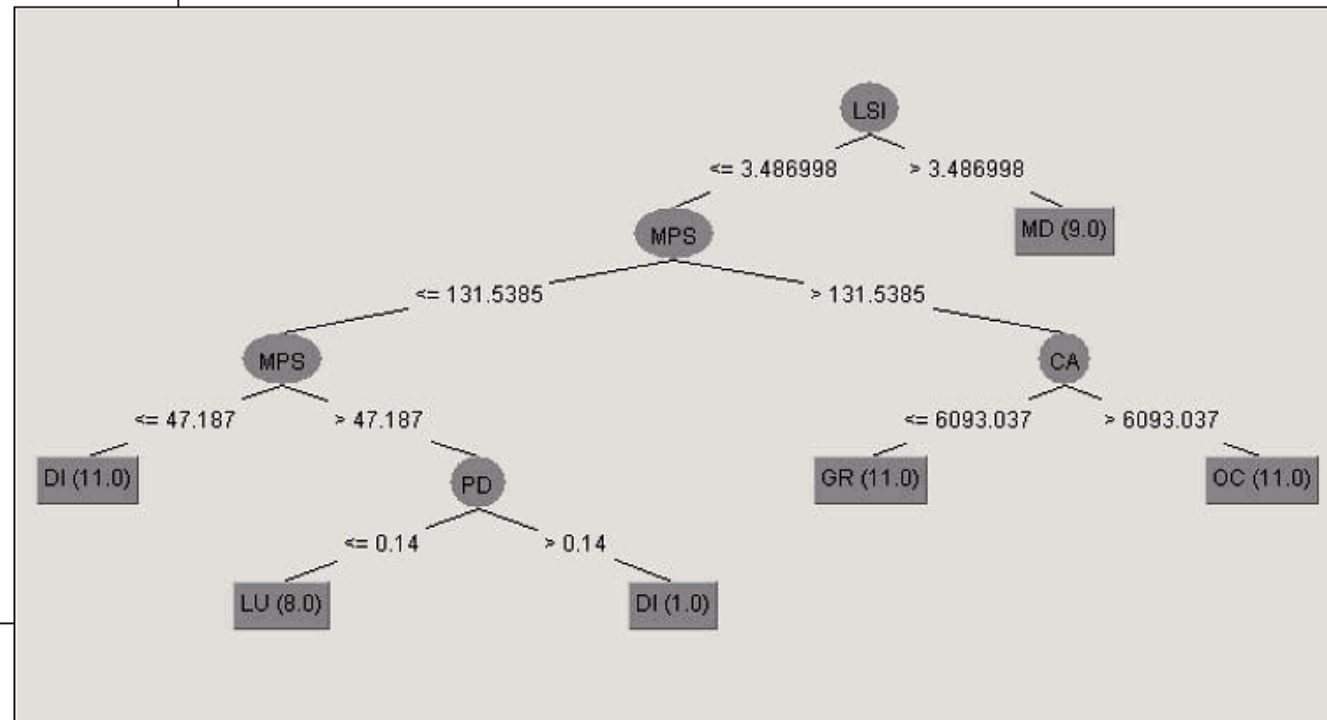 LSI
<= 3.486998 > 3.486998
MPS MD (9.0)
<= 131.5385 > 131.5385
MPS CA
<= 47.187 > 47.187 <= 6093.037 > 6093.037
DI (11.0) PD GR (11.0) OC (11.0)
<= 0.14 > 0.14
LU (8.0) DI (1.0)